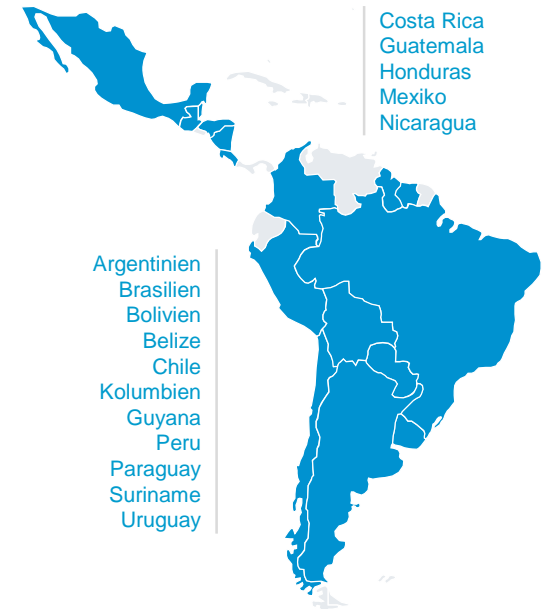 Costa Rica
Guatemala
Honduras
Mexiko
Nicaragua
Argentinien
Brasilien
Bolivien
Belize
Chile
Kolumbien
Guyana
Peru
Paraguay
Suriname
Uruguay